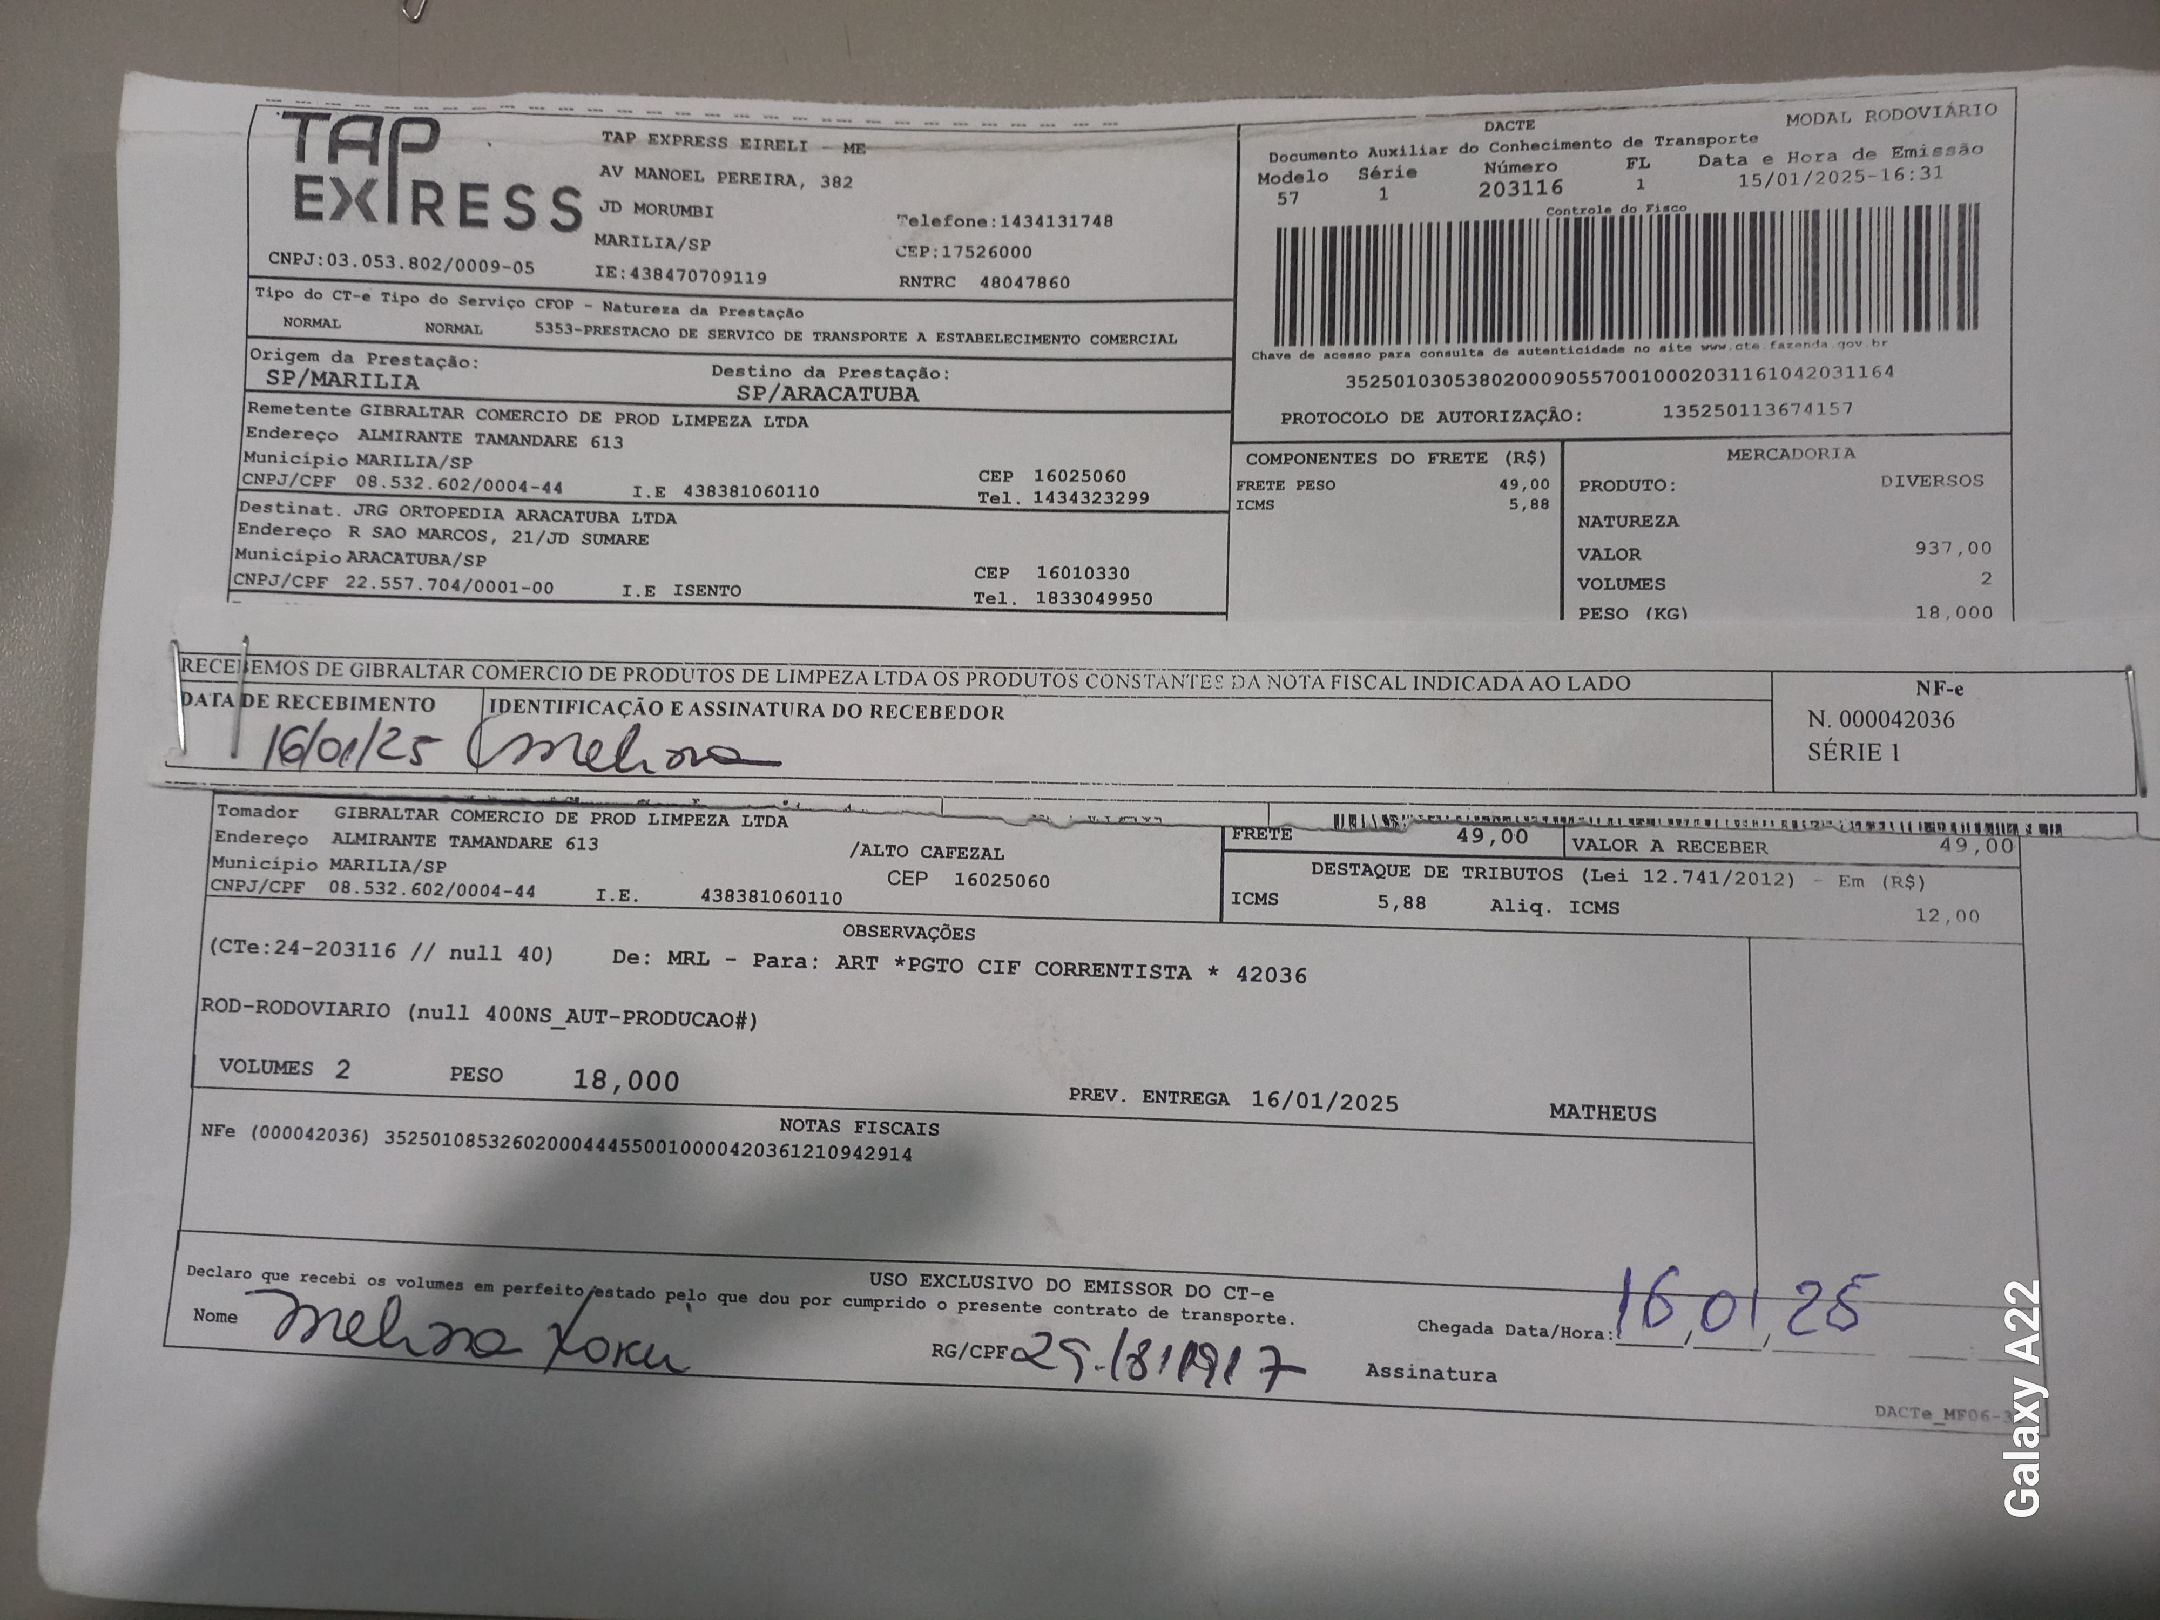 TAP EXPRESS
TAP EXPRESS EIRELI - ME
AV MANOEL PEREIRA, 382
JD MORUMBI
MARILIA/SP
IE:438470709119
Telefone:1434131748
CEP:17526000
RNTRC 48047860
CNPJ:03.053.802/0009-05
DACTE
MODAL RODOVIÁRIO
Documento Auxiliar do Conhecimento de Transporte
Modelo Série Número FL Data e Hora de Emissão
57 1 203116 1 15/01/2025-16:31
Controle do Fisco
Chave de acesso para consulta de autenticidade no site www.cte.fazenda.gov.br
35250103053802000905570010002031161042031164
PROTOCOLO DE AUTORIZAÇÃO: 135250113674157
Tipo do CT-e Tipo do Serviço CFOP - Natureza da Prestação
NORMAL NORMAL 5353-PRESTACAO DE SERVICO DE TRANSPORTE A ESTABELECIMENTO COMERCIAL
Origem da Prestação: Destino da Prestação:
SP/MARILIA SP/ARACATUBA
Remetente GIBRALTAR COMERCIO DE PROD LIMPEZA LTDA
Endereço ALMIRANTE TAMANDARE 613
Município MARILIA/SP CEP 16025060
CNPJ/CPF 08.532.602/0004-44 I.E 438381060110 Tel. 1434323299
Destinat. JRG ORTOPEDIA ARACATUBA LTDA
Endereço R SAO MARCOS, 21/JD SUMARE
Município ARACATUBA/SP CEP 16010330
CNPJ/CPF 22.557.704/0001-00 I.E ISENTO Tel. 1833049950
COMPONENTES DO FRETE (R$)
FRETE PESO 49,00
ICMS 5,88
MERCADORIA
PRODUTO: DIVERSOS
NATUREZA
VALOR 937,00
VOLUMES 2
PESO (KG) 18,000
RECEBEMOS DE GIBRALTAR COMERCIO DE PRODUTOS DE LIMPEZA LTDA OS PRODUTOS CONSTANTES DA NOTA FISCAL INDICADA AO LADO
DATA DE RECEBIMENTO IDENTIFICAÇÃO E ASSINATURA DO RECEBEDOR
16/01/25 Melina
NF-e
N. 000042036
SÉRIE 1
Tomador GIBRALTAR COMERCIO DE PROD LIMPEZA LTDA
Endereço ALMIRANTE TAMANDARE 613 /ALTO CAFEZAL
Município MARILIA/SP CEP 16025060
CNPJ/CPF 08.532.602/0004-44 I.E. 438381060110
FRETE 49,00 VALOR A RECEBER 49,00
DESTAQUE DE TRIBUTOS (Lei 12.741/2012) - Em (R$)
ICMS 5,88 Aliq. ICMS 12,00
OBSERVAÇÕES
(CTe:24-203116 // null 40) De: MRL - Para: ART *PGTO CIF CORRENTISTA * 42036
ROD-RODOVIARIO (null 400NS_AUT-PRODUCAO#)
VOLUMES 2 PESO 18,000 PREV. ENTREGA 16/01/2025 MATHEUS
NOTAS FISCAIS
NFe (000042036) 35250108532602000444550010000420361210942914
USO EXCLUSIVO DO EMISSOR DO CT-e
Declaro que recebi os volumes em perfeito estado pelo que dou por cumprido o presente contrato de transporte.
Nome Melina RG/CPF Chegada Data/Hora: 16,01,25
Assinatura
Galaxy A22